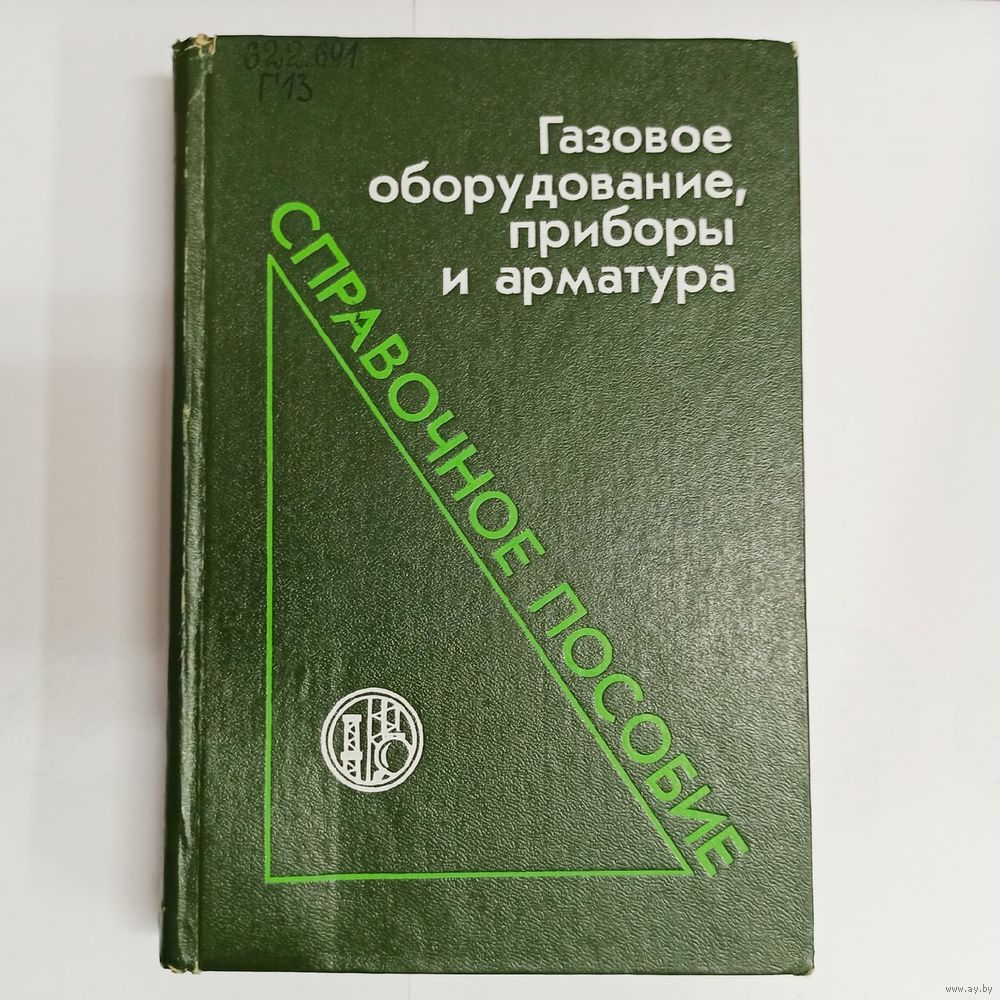 622.691
Г13
Газовое
оборудование,
приборы
и арматура
СПРАВОЧНОЕ ПОСОБИЕ
www.ay.by